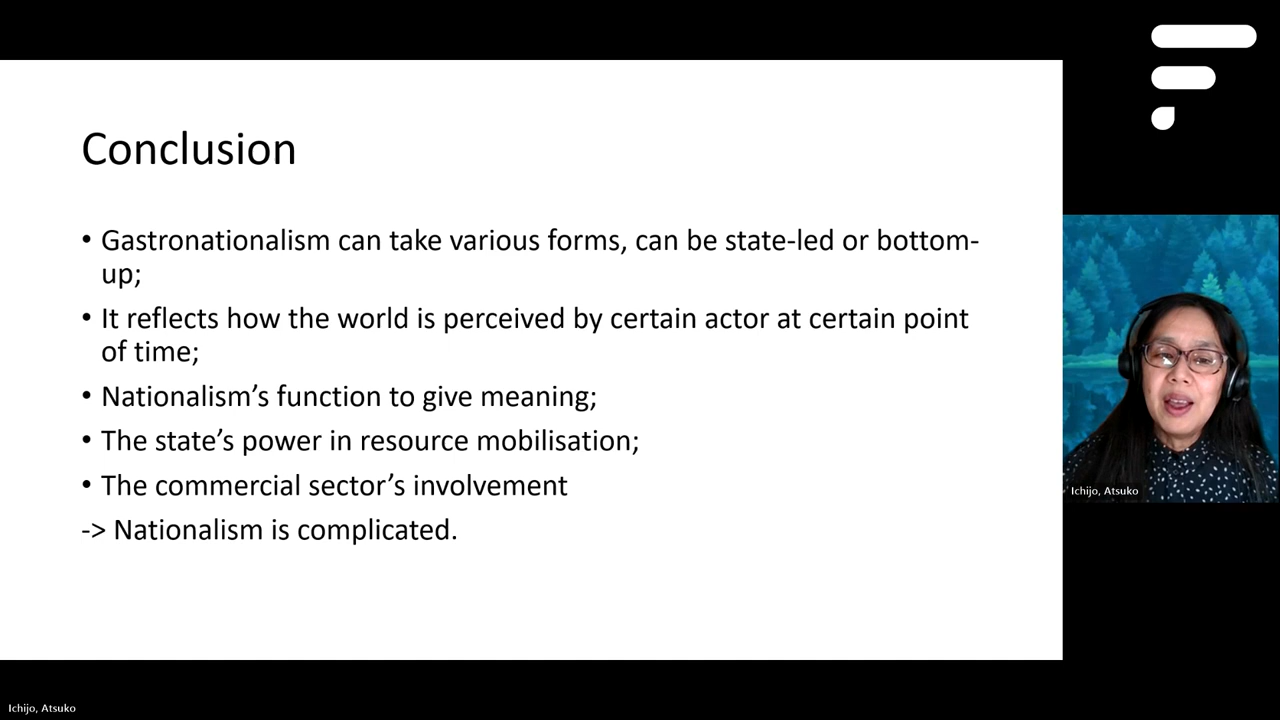 Conclusion
• Gastronationalism can take various forms, can be state-led or bottom-
up;
• It reflects how the world is perceived by certain actor at certain point
of time;
• Nationalism’s function to give meaning;
• The state’s power in resource mobilisation;
• The commercial sector’s involvement
-> Nationalism is complicated.
Ichijo, Atsuko
Ichijo, Atsuko